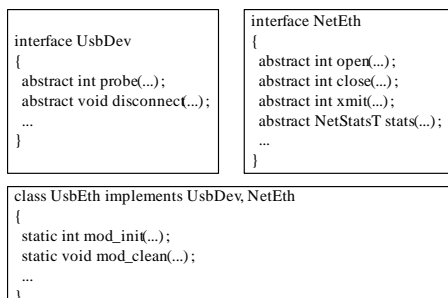 interface UsbDev
{
abstract int probe(...);
abstract void disconnect(...);
...
}
interface NetEth
{
abstract int open(...);
abstract int close(...);
abstract int xmit(...);
abstract NetStatsT stats(...);
...
}
class UsbEth implements UsbDev, NetEth
{
static int mod_init(...);
static void mod_clean(...);
...
}